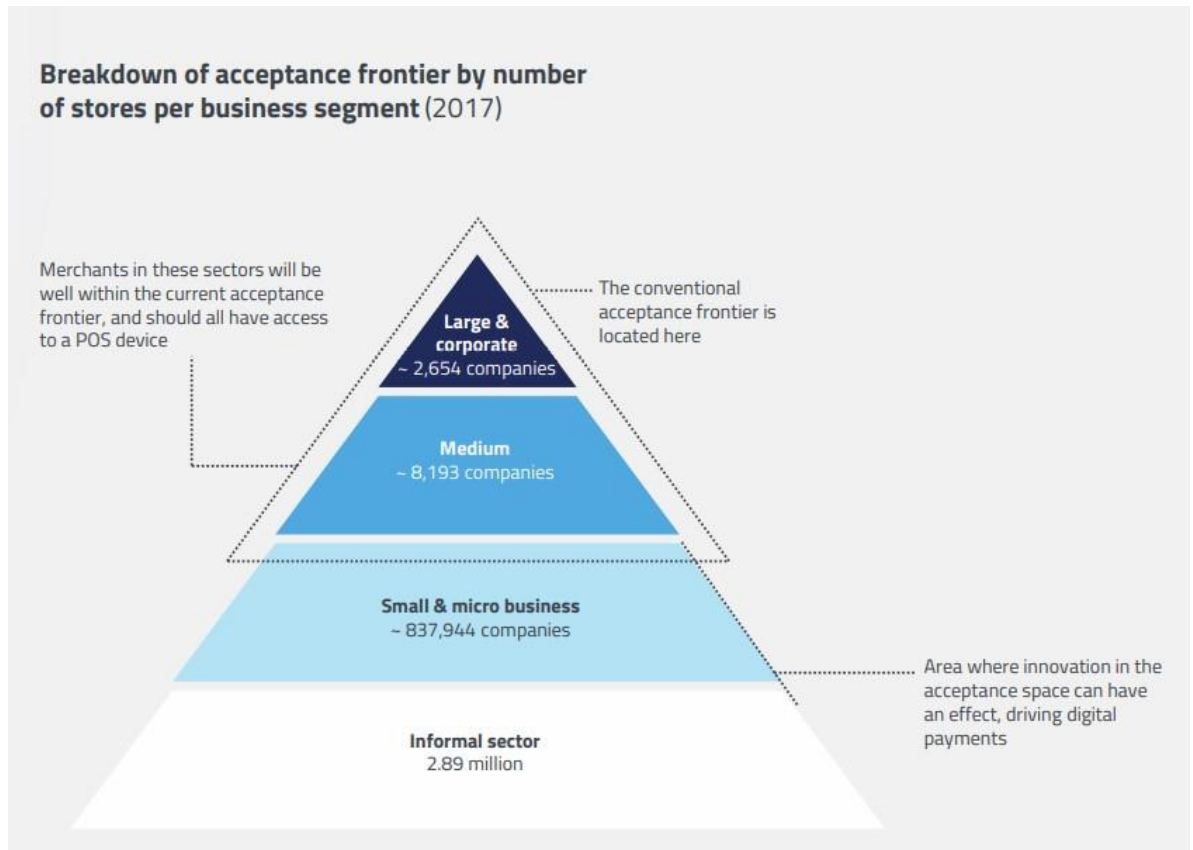 Breakdown of acceptance frontier by number
of stores per business segment (2017)
Merchants in these sectors will be
well within the current acceptance
frontier, and should all have access
to a POS device
The conventional
acceptance frontier is
located here
Large &
corporate
~ 2,654 companies
Medium
~ 8,193 companies
Small & micro business
~ 837,944 companies
Area where innovation in the
acceptance space can have
an effect, driving digital
payments
Informal sector
2.89 million